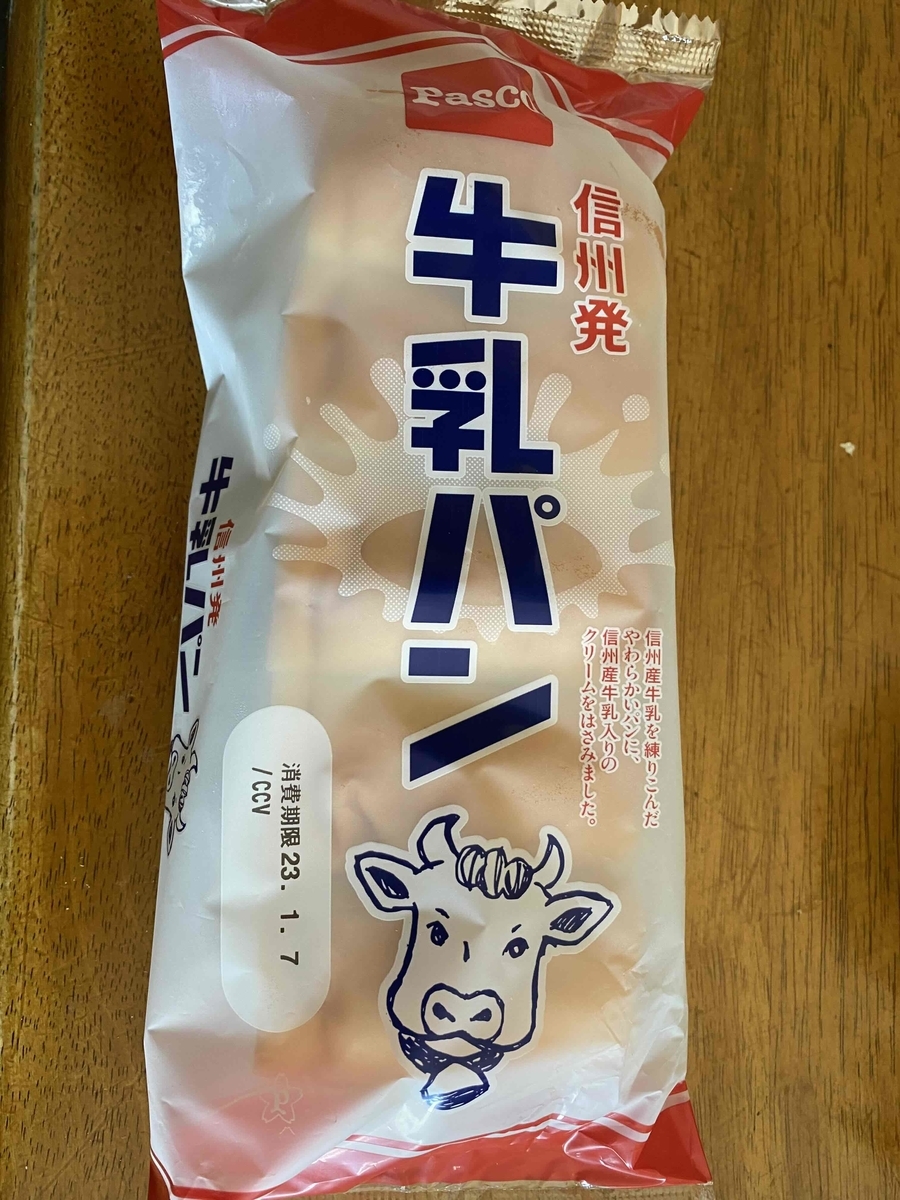 Pasco
信州発
牛乳パン
信州産牛乳を練りこんだ
やわらかいパンに、
信州産牛乳入りの
クリームをはさみました。
信州発
牛乳パン
消費期限 23. 1. 7
/CCV